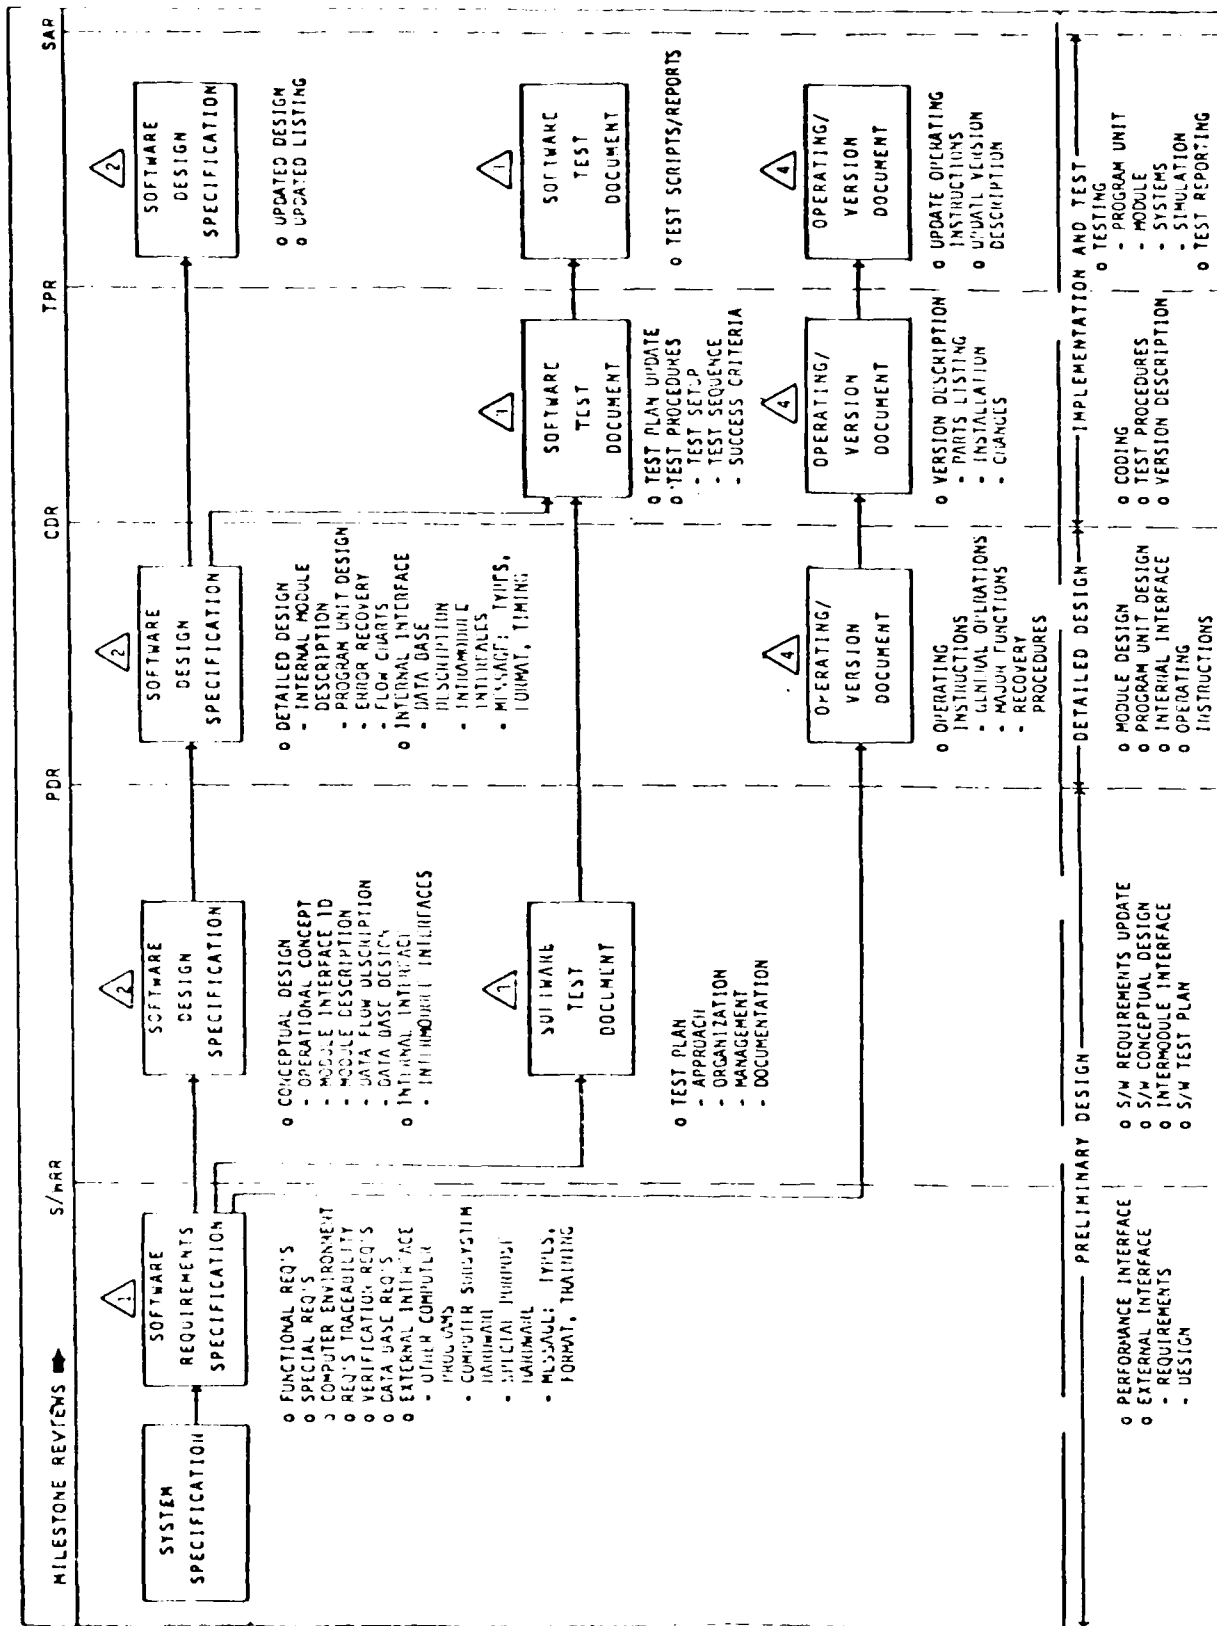 MILESTONE REVIEWS
S/WRR
PDR
CDR
TPR
SAR
SYSTEM
SPECIFICATION
1
SOFTWARE
REQUIREMENTS
SPECIFICATION
o FUNCTIONAL REQ'S
o SPECIAL REQ'S
o COMPUTER ENVIRONMENT
o REQ'S TRACEABILITY
o VERIFICATION REQ'S
o DATA BASE REQ'S
o EXTERNAL INTERFACE
- OTHER COMPUTER
PROGRAMS
- COMPUTER SUBSYSTEM
HARDWARE
- SPECIAL PURPOSE
HARDWARE
- MESSAGE TYPES,
FORMAT, TRAINING
2
SOFTWARE
DESIGN
SPECIFICATION
o CONCEPTUAL DESIGN
- OPERATIONAL CONCEPT
- MODULE INTERFACE ID
- MODULE DESCRIPTION
- DATA FLOW DESCRIPTION
- DATA BASE DESIGN
o INTERNAL INTERFACE
- INTERMODULE INTERFACES
2
SOFTWARE
DESIGN
SPECIFICATION
o DETAILED DESIGN
- INTERNAL MODULE
DESCRIPTION
- PROGRAM UNIT DESIGN
- ERROR RECOVERY
- FLOW CHARTS
o INTERNAL INTERFACE
- DATA BASE
DESCRIPTION
- INTRAMODULE
INTERFACES
- MESSAGE TYPES,
FORMAT, TIMING
2
SOFTWARE
DESIGN
SPECIFICATION
o UPDATED DESIGN
o UPDATED LISTING
SOFTWARE
TEST
DOCUMENT
o TEST PLAN
- APPROACH
- ORGANIZATION
- MANAGEMENT
- DOCUMENTATION
SOFTWARE
TEST
DOCUMENT
o TEST PLAN UPDATE
o TEST PROCEDURES
- TEST SETUP
- TEST SEQUENCE
- SUCCESS CRITERIA
SOFTWARE
TEST
DOCUMENT
o TEST SCRIPTS/REPORTS
4
OPERATING/
VERSION
DOCUMENT
o OPERATING
INSTRUCTIONS
- GENERAL OPERATIONS
- MAJOR FUNCTIONS
- RECOVERY
PROCEDURES
4
OPERATING/
VERSION
DOCUMENT
o VERSION DESCRIPTION
- PARTS LISTING
- INSTALLATION
- CHANGES
4
OPERATING/
VERSION
DOCUMENT
o UPDATE OPERATING
INSTRUCTIONS
o UPDATE VERSION
DESCRIPTION
PRELIMINARY DESIGN
DETAILED DESIGN
IMPLEMENTATION AND TEST
o PERFORMANCE INTERFACE
o EXTERNAL INTERFACE
- REQUIREMENTS
- DESIGN
o S/W REQUIREMENTS UPDATE
o S/W CONCEPTUAL DESIGN
o INTERMODULE INTERFACE
o S/W TEST PLAN
o MODULE DESIGN
o PROGRAM UNIT DESIGN
o INTERNAL INTERFACE
o OPERATING
INSTRUCTIONS
o CODING
o TEST PROCEDURES
o VERSION DESCRIPTION
o TESTING
- PROGRAM UNIT
- MODULE
- SYSTEMS
- SIMULATION
o TEST REPORTING